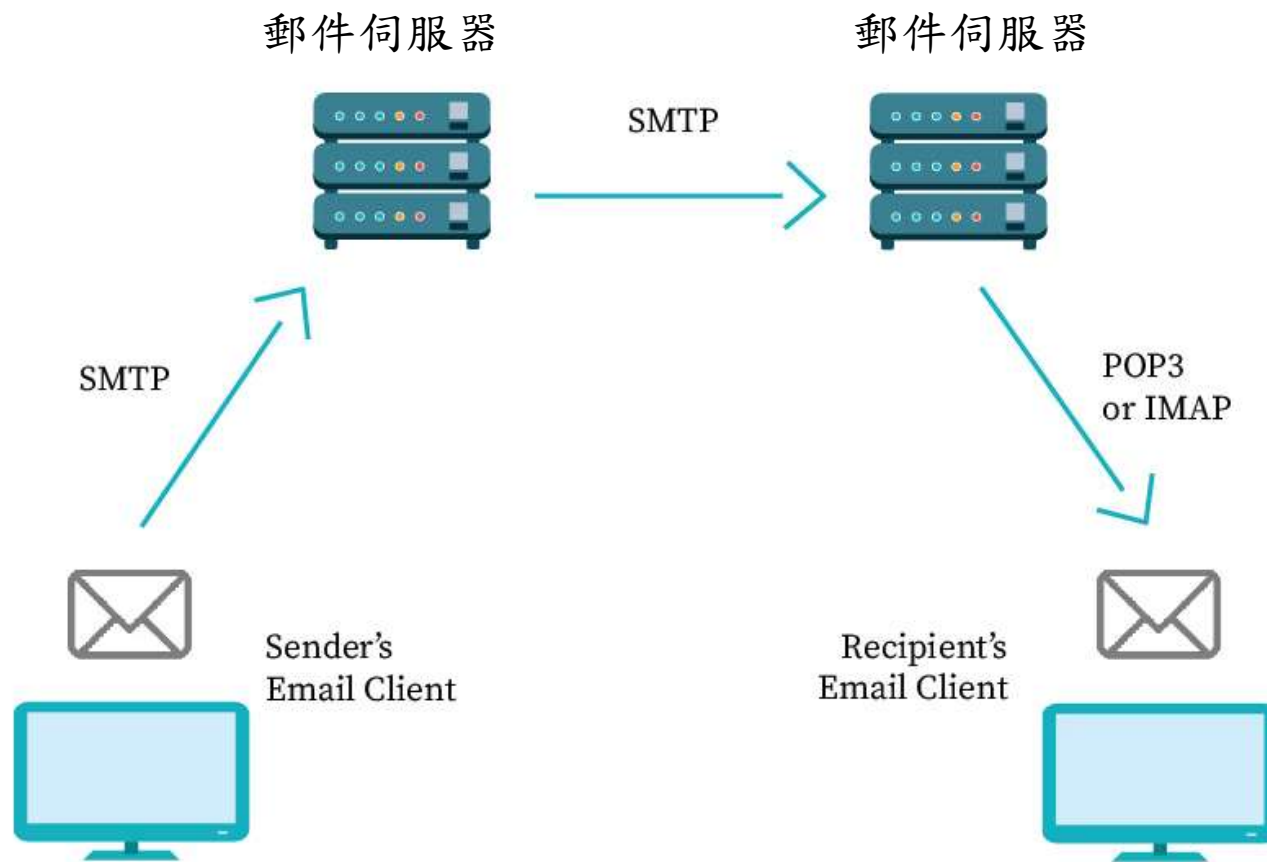 郵件伺服器
郵件伺服器
SMTP
SMTP
POP3
or IMAP
Sender’s
Email Client
Recipient’s
Email Client